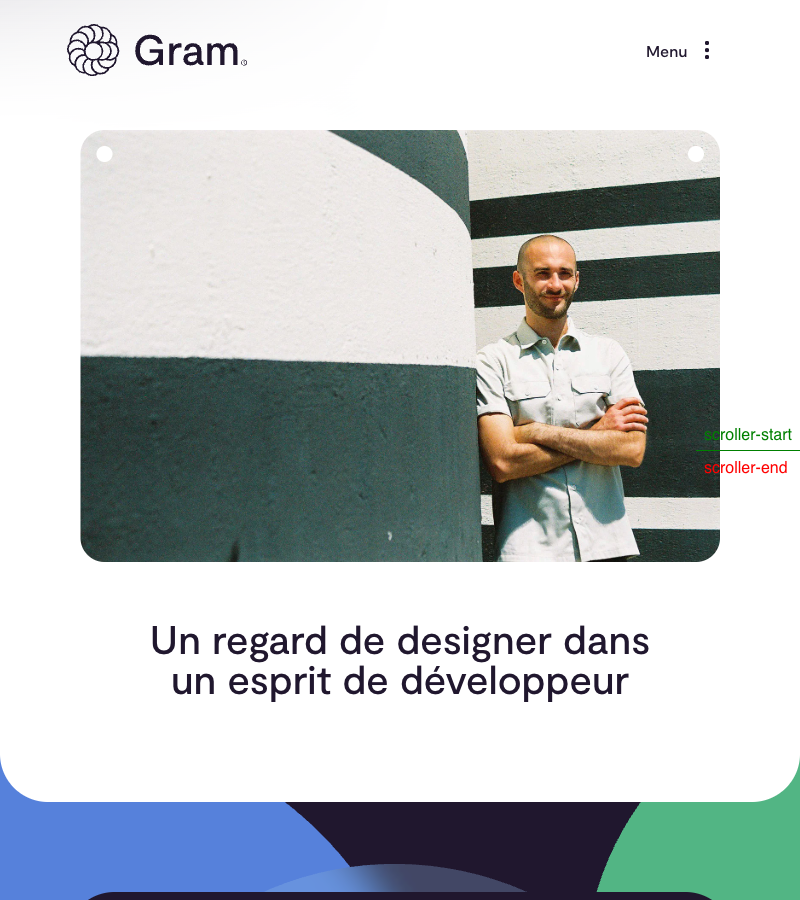 Gram.
Menu
scroller-start
scroller-end
Un regard de designer dans
un esprit de développeur